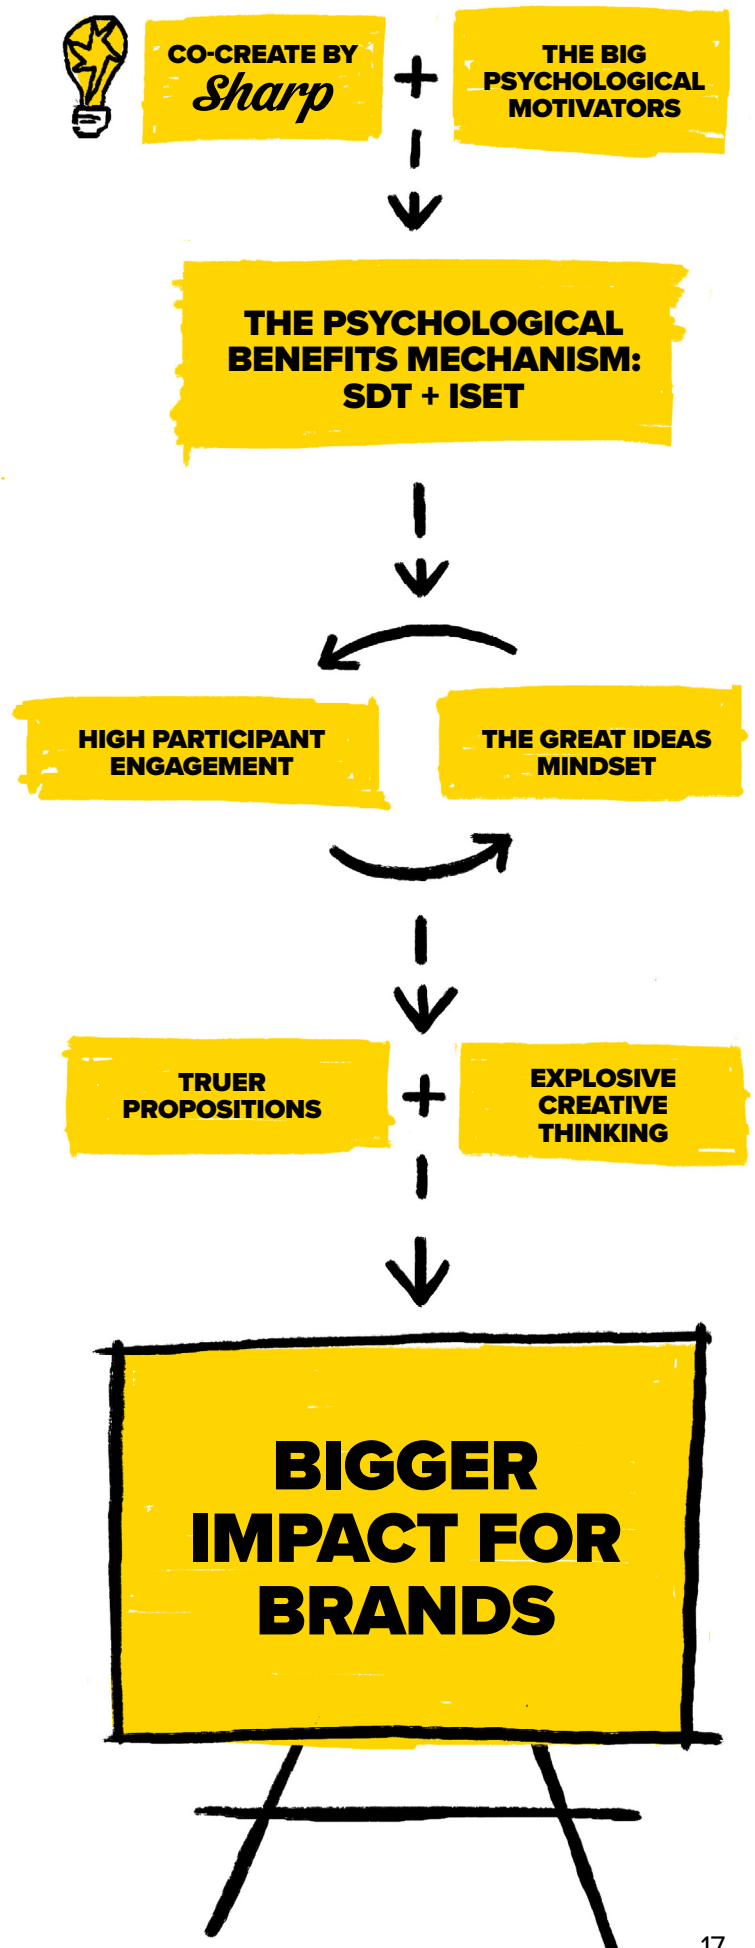 CO-CREATE BY
Sharp
+
THE BIG
PSYCHOLOGICAL
MOTIVATORS
THE PSYCHOLOGICAL
BENEFITS MECHANISM:
SDT + ISET
HIGH PARTICIPANT
ENGAGEMENT
THE GREAT IDEAS
MINDSET
TRUER
PROPOSITIONS
+
EXPLOSIVE
CREATIVE
THINKING
BIGGER
IMPACT FOR
BRANDS
17